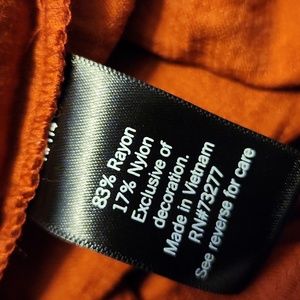 83% Rayon
17% Nylon
Exclusive of
decoration.
Made in Vietnam
RN#73277
See reverse for care